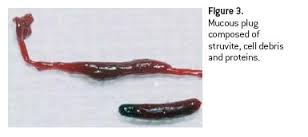 Figure 3.
Mucous plug
composed of
struvite, cell debris
and proteins.